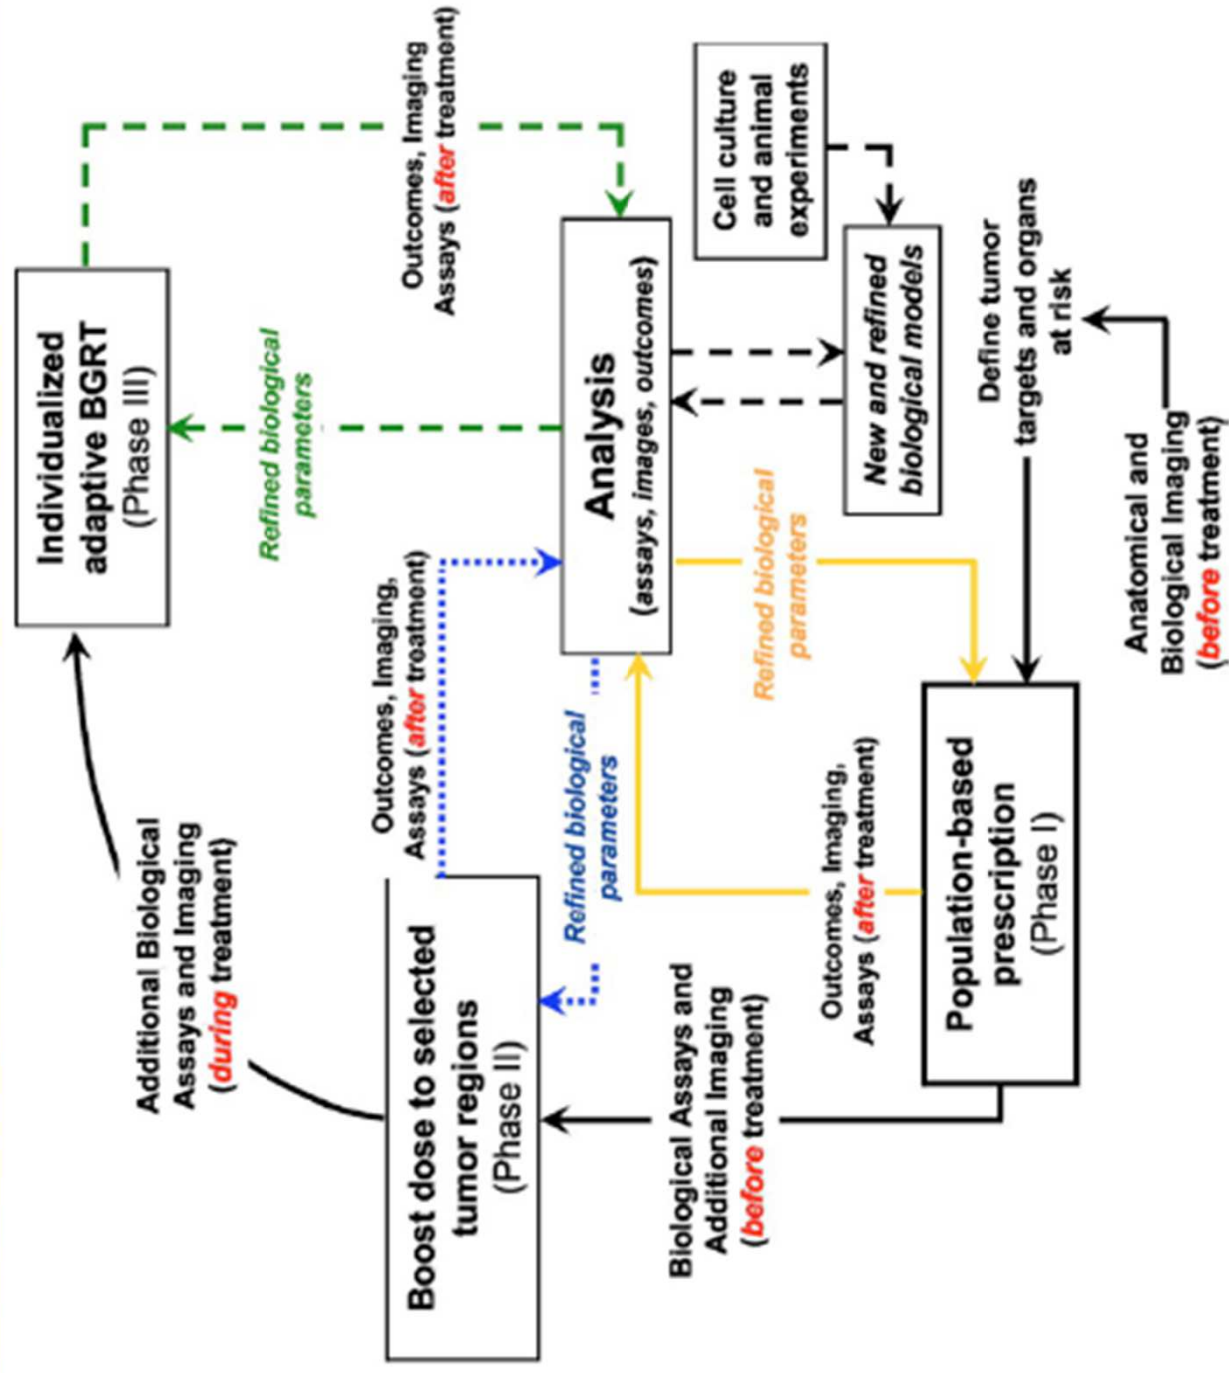 Individualized
adaptive BGRT
(Phase III)
Additional Biological
Assays and Imaging
(during treatment)
Refined biological
parameters
Outcomes, Imaging
Assays (after treatment)
Outcomes, Imaging,
Assays (after treatment)
Boost dose to selected
tumor regions
(Phase II)
Refined biological
parameters
Analysis
(assays, images, outcomes)
Cell culture
and animal
experiments
Biological Assays and
Additional Imaging
(before treatment)
Refined biological
parameters
New and refined
biological models
Outcomes, Imaging,
Assays (after treatment)
Population-based
prescription
(Phase I)
Define tumor
targets and organs
at risk
Anatomical and
Biological Imaging
(before treatment)